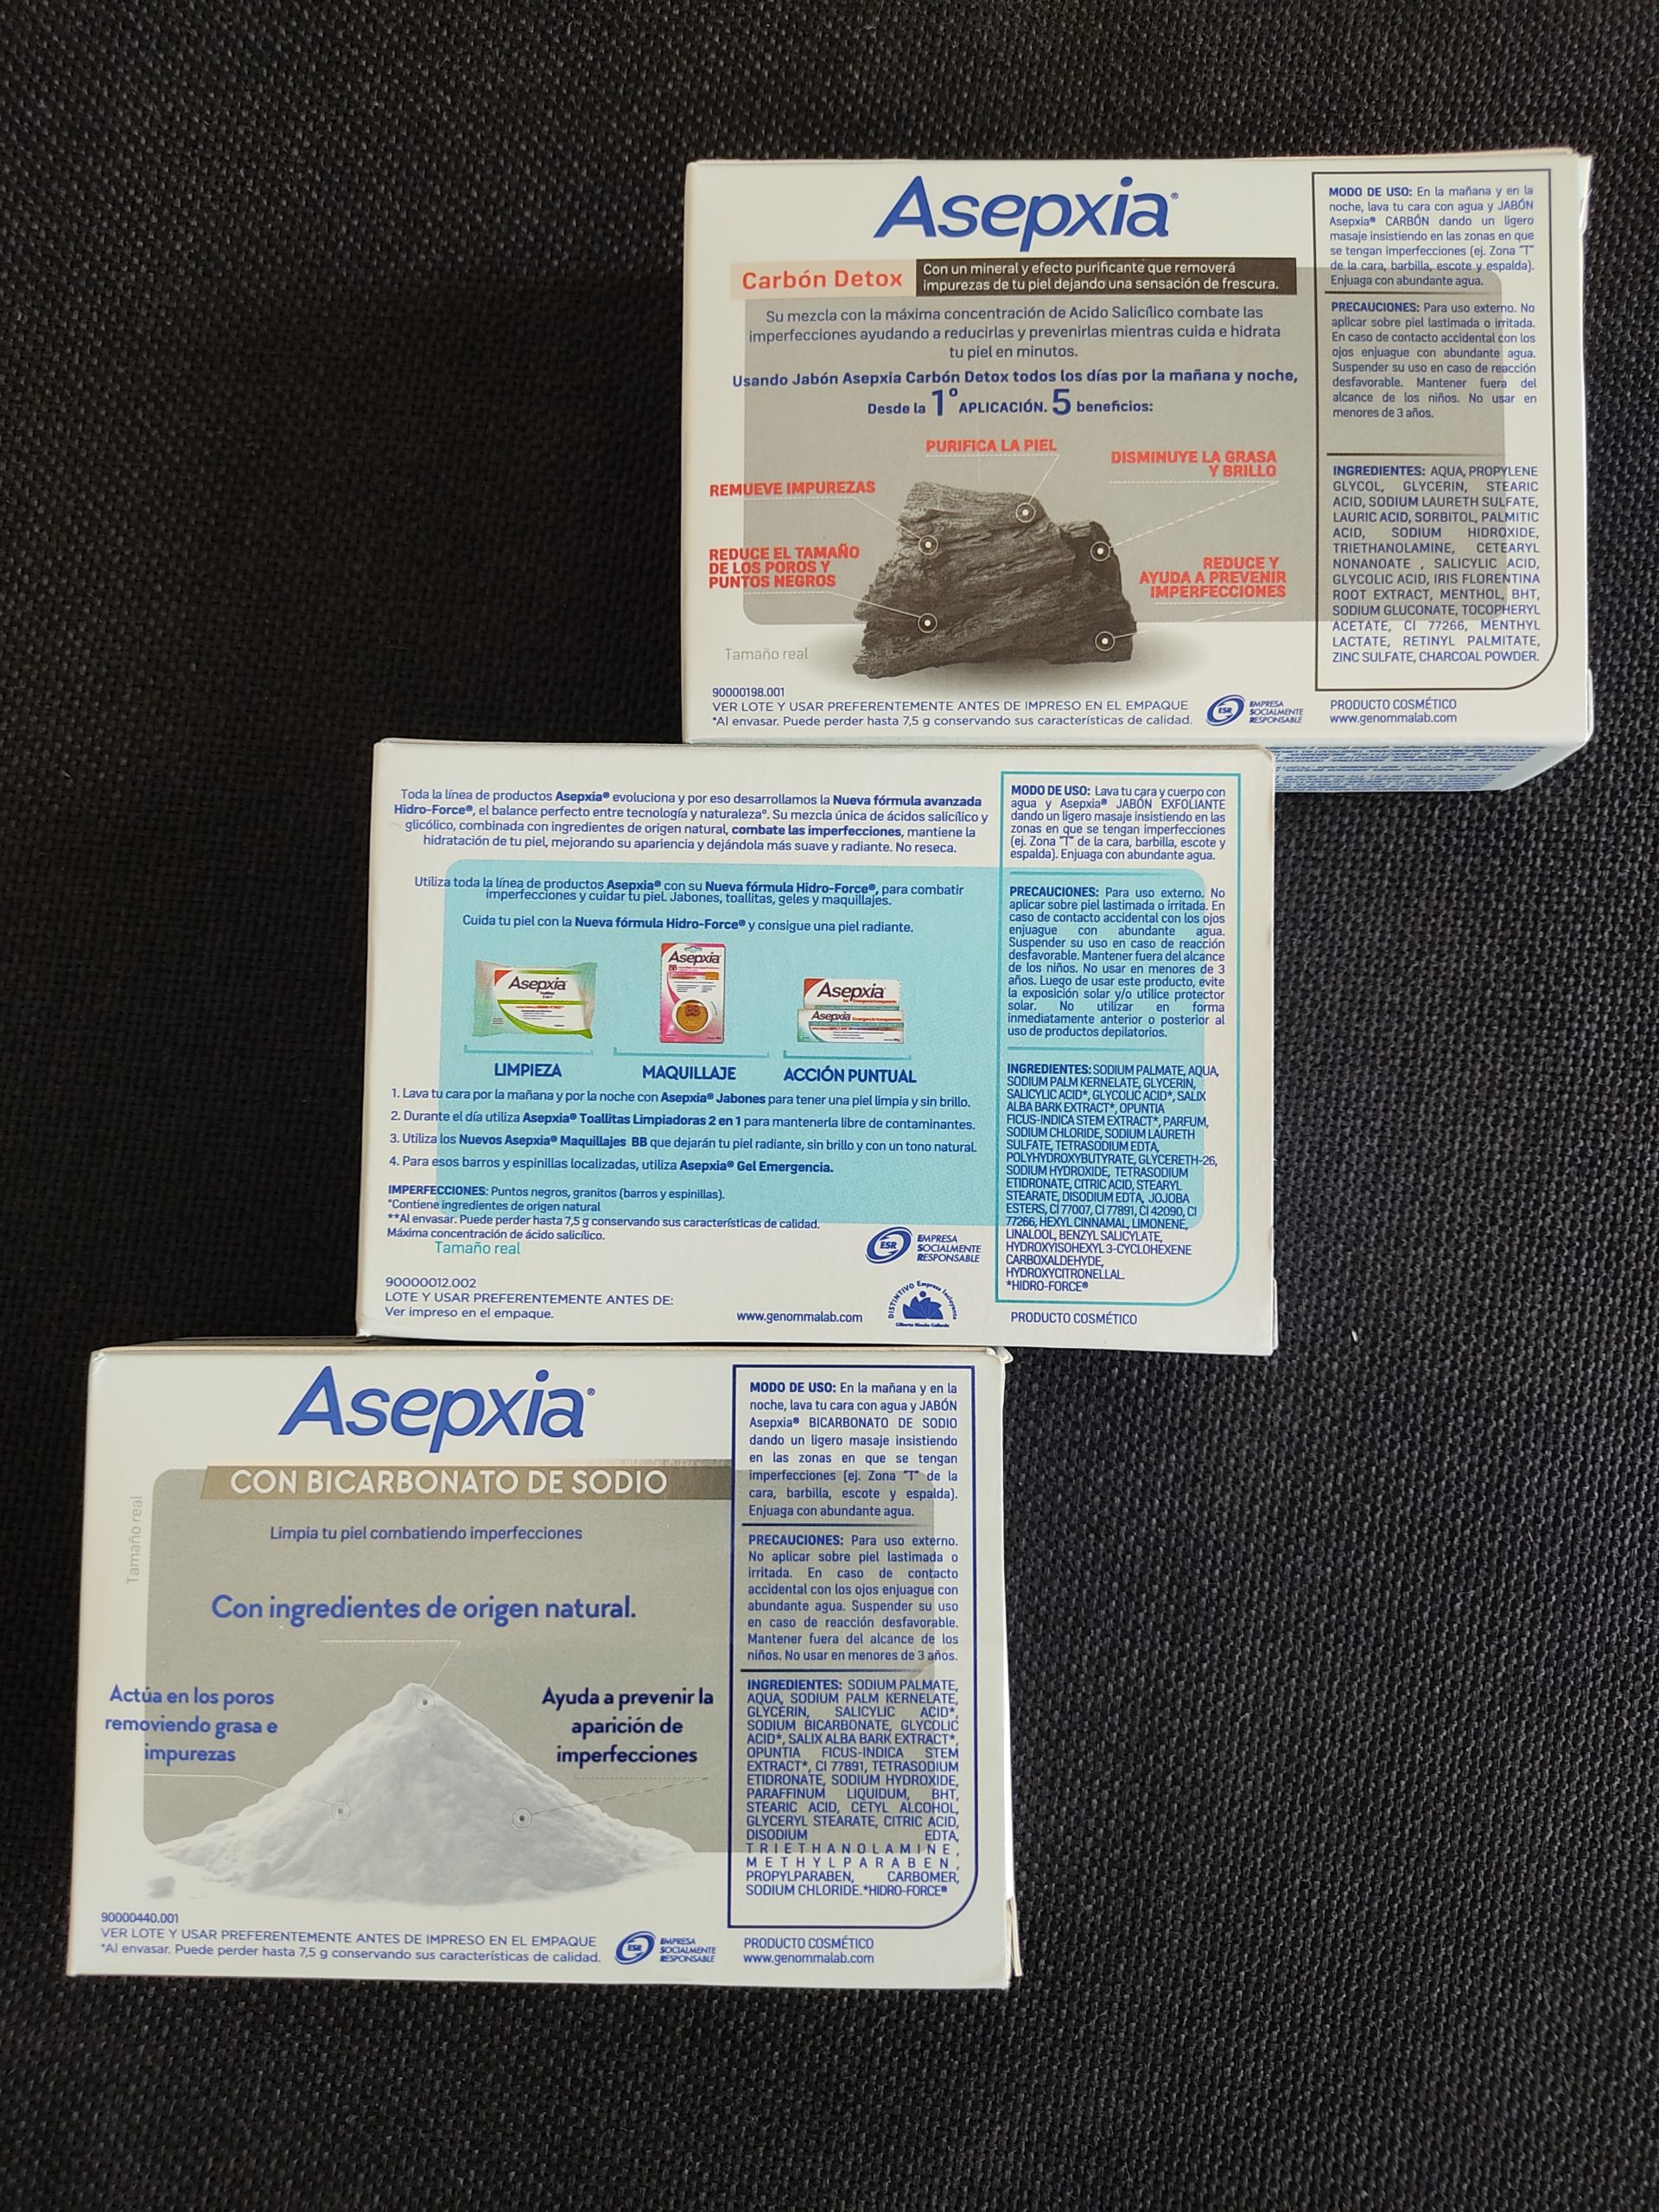 Asepxia®
Carbón Detox
Con un mineral y efecto purificante que removerá
impurezas de tu piel dejando una sensación de frescura.
Su mezcla con la máxima concentración de Acido Salicílico combate las
imperfecciones ayudando a reducirlas y prevenirlas mientras cuida e hidrata
tu piel en minutos.
Usando Jabón Asepxia Carbón Detox todos los días por la mañana y noche,
Desde la 1° APLICACIÓN. 5 beneficios:
PURIFICA LA PIEL
DISMINUYE LA GRASA
Y BRILLO
REMUEVE IMPUREZAS
REDUCE EL TAMAÑO
DE LOS POROS Y
PUNTOS NEGROS
REDUCE Y
AYUDA A PREVENIR
IMPERFECCIONES
Tamaño real
90000198.001
VER LOTE Y USAR PREFERENTEMENTE ANTES DE IMPRESO EN EL EMPAQUE
*Al envasar. Puede perder hasta 7,5 g conservando sus características de calidad.
ESR
EMPRESA
SOCIALMENTE
RESPONSABLE
MODO DE USO: En la mañana y en la
noche, lava tu cara con agua y JABÓN
Asepxia® CARBÓN dando un ligero
masaje insistiendo en las zonas en que
se tengan imperfecciones (ej. Zona "T"
de la cara, barbilla, escote y espalda).
Enjuaga con abundante agua.
PRECAUCIONES: Para uso externo. No
aplicar sobre piel lastimada o irritada.
En caso de contacto accidental con los
ojos enjuague con abundante agua.
Suspender su uso en caso de reacción
desfavorable. Mantener fuera del
alcance de los niños. No usar en
menores de 3 años.
INGREDIENTES: AQUA, PROPYLENE
GLYCOL, GLYCERIN, STEARIC
ACID, SODIUM LAURETH SULFATE,
LAURIC ACID, SORBITOL, PALMITIC
ACID, SODIUM HIDROXIDE,
TRIETHANOLAMINE, CETEARYL
NONANOATE , SALICYLIC ACID,
GLYCOLIC ACID, IRIS FLORENTINA
ROOT EXTRACT, MENTHOL, BHT,
SODIUM GLUCONATE, TOCOPHERYL
ACETATE, CI 77266, MENTHYL
LACTATE, RETINYL PALMITATE,
ZINC SULFATE, CHARCOAL POWDER.
PRODUCTO COSMÉTICO
www.genommalab.com
Toda la línea de productos Asepxia® evoluciona y por eso desarrollamos la Nueva fórmula avanzada
Hidro-Force®, el balance perfecto entre tecnología y naturaleza°. Su mezcla única de ácidos salicílico y
glicólico, combinada con ingredientes de origen natural, combate las imperfecciones, mantiene la
hidratación de tu piel, mejorando su apariencia y dejándola más suave y radiante. No reseca.
Utiliza toda la línea de productos Asepxia® con su Nueva fórmula Hidro-Force®, para combatir
imperfecciones y cuidar tu piel. Jabones, toallitas, geles y maquillajes.
Cuida tu piel con la Nueva fórmula Hidro-Force® y consigue una piel radiante.
Asepxia
Asepxia
BB
Asepxia
Asepxia
LIMPIEZA
MAQUILLAJE
ACCIÓN PUNTUAL
1. Lava tu cara por la mañana y por la noche con Asepxia® Jabones para tener una piel limpia y sin brillo.
2. Durante el día utiliza Asepxia® Toallitas Limpiadoras 2 en 1 para mantenerla libre de contaminantes.
3. Utiliza los Nuevos Asepxia® Maquillajes BB que dejarán tu piel radiante, sin brillo y con un tono natural.
4. Para esos barros y espinillas localizadas, utiliza Asepxia® Gel Emergencia.
IMPERFECCIONES: Puntos negros, granitos (barros y espinillas).
°Contiene ingredientes de origen natural
**Al envasar. Puede perder hasta 7,5 g conservando sus características de calidad.
Máxima concentración de ácido salicílico.
Tamaño real
ESR
EMPRESA
SOCIALMENTE
RESPONSABLE
90000012.002
LOTE Y USAR PREFERENTEMENTE ANTES DE:
Ver impreso en el empaque.
www.genommalab.com
DISTINTIVO Empresa Incluyente
Gilberto Rincón Gallardo
MODO DE USO: Lava tu cara y cuerpo con
agua y Asepxia® JABÓN EXFOLIANTE
dando un ligero masaje insistiendo en las
zonas en que se tengan imperfecciones
(ej. Zona "T" de la cara, barbilla, escote y
espalda). Enjuaga con abundante agua.
PRECAUCIONES: Para uso externo. No
aplicar sobre piel lastimada o irritada. En
caso de contacto accidental con los ojos
enjuague con abundante agua.
Suspender su uso en caso de reacción
desfavorable. Mantener fuera del alcance
de los niños. No usar en menores de 3
años. Luego de usar este producto, evite
la exposición solar y/o utilice protector
solar. No utilizar en forma
inmediatamente anterior o posterior al
uso de productos depilatorios.
INGREDIENTES: SODIUM PALMATE, AQUA,
SODIUM PALM KERNELATE, GLYCERIN,
SALICYLIC ACID*, GLYCOLIC ACID*, SALIX
ALBA BARK EXTRACT*, OPUNTIA
FICUS-INDICA STEM EXTRACT*, PARFUM,
SODIUM CHLORIDE, SODIUM LAURETH
SULFATE, TETRASODIUM EDTA,
POLYHYDROXYBUTYRATE, GLYCERETH-26,
SODIUM HYDROXIDE, TETRASODIUM
ETIDRONATE, CITRIC ACID, STEARYL
STEARATE, DISODIUM EDTA, JOJOBA
ESTERS, CI 77007, CI 77891, CI 42090, CI
77266, HEXYL CINNAMAL, LIMONENE,
LINALOOL, BENZYL SALICYLATE,
HYDROXYISOHEXYL 3-CYCLOHEXENE
CARBOXALDEHYDE,
HYDROXYCITRONELLAL.
*HIDRO-FORCE®
PRODUCTO COSMÉTICO
Asepxia®
CON BICARBONATO DE SODIO
Tamaño real
Limpia tu piel combatiendo imperfecciones
Con ingredientes de origen natural.
Actúa en los poros
removiendo grasa e
impurezas
Ayuda a prevenir la
aparición de
imperfecciones
90000440.001
VER LOTE Y USAR PREFERENTEMENTE ANTES DE IMPRESO EN EL EMPAQUE
*Al envasar. Puede perder hasta 7,5 g conservando sus características de calidad.
ESR
EMPRESA
SOCIALMENTE
RESPONSABLE
MODO DE USO: En la mañana y en la
noche, lava tu cara con agua y JABÓN
Asepxia® BICARBONATO DE SODIO
dando un ligero masaje insistiendo
en las zonas en que se tengan
imperfecciones (ej. Zona "T" de la
cara, barbilla, escote y espalda).
Enjuaga con abundante agua.
PRECAUCIONES: Para uso externo.
No aplicar sobre piel lastimada o
irritada. En caso de contacto
accidental con los ojos enjuague con
abundante agua. Suspender su uso
en caso de reacción desfavorable.
Mantener fuera del alcance de los
niños. No usar en menores de 3 años.
INGREDIENTES: SODIUM PALMATE,
AQUA, SODIUM PALM KERNELATE,
GLYCERIN, SALICYLIC ACID*,
SODIUM BICARBONATE, GLYCOLIC
ACID*, SALIX ALBA BARK EXTRACT*,
OPUNTIA FICUS-INDICA STEM
EXTRACT*, CI 77891, TETRASODIUM
ETIDRONATE, SODIUM HYDROXIDE,
PARAFFINUM LIQUIDUM, BHT,
STEARIC ACID, CETYL ALCOHOL,
GLYCERYL STEARATE, CITRIC ACID,
DISODIUM EDTA,
TRIETHANOLAMINE,
METHYLPARABEN,
PROPYLPARABEN, CARBOMER,
SODIUM CHLORIDE.*HIDRO-FORCE®
PRODUCTO COSMÉTICO
www.genommalab.com